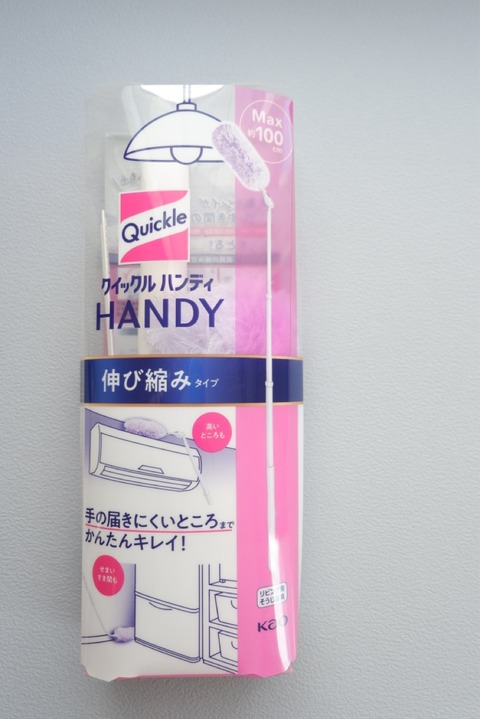 Max
約100
cm
Quickle
クイックル ハンディ
HANDY
伸び縮みタイプ
高い
ところも
手の届きにくいところまで
かんたんキレイ！
せまい
すき間も
Kao